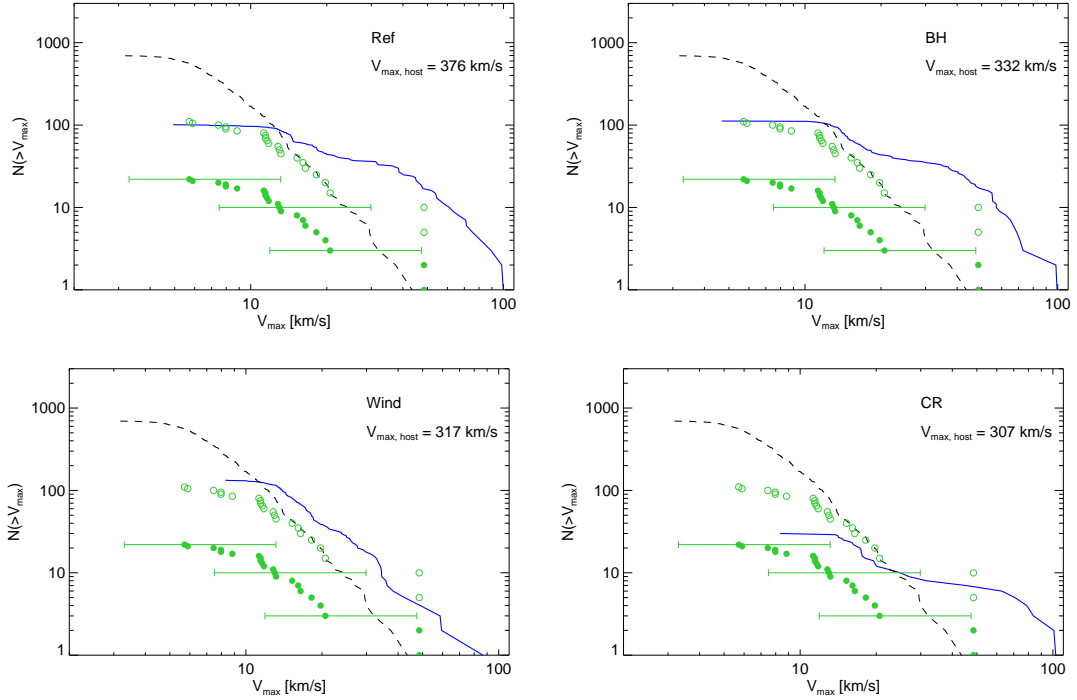 Ref
BH
V_max, host = 376 km/s
V_max, host = 332 km/s
1000
1000
100
100
10
10
1
1
N(>V_max)
N(>V_max)
10
100
10
100
V_max [km/s]
V_max [km/s]
Wind
CR
V_max, host = 317 km/s
V_max, host = 307 km/s
1000
1000
100
100
10
10
1
1
N(>V_max)
N(>V_max)
10
100
10
100
V_max [km/s]
V_max [km/s]